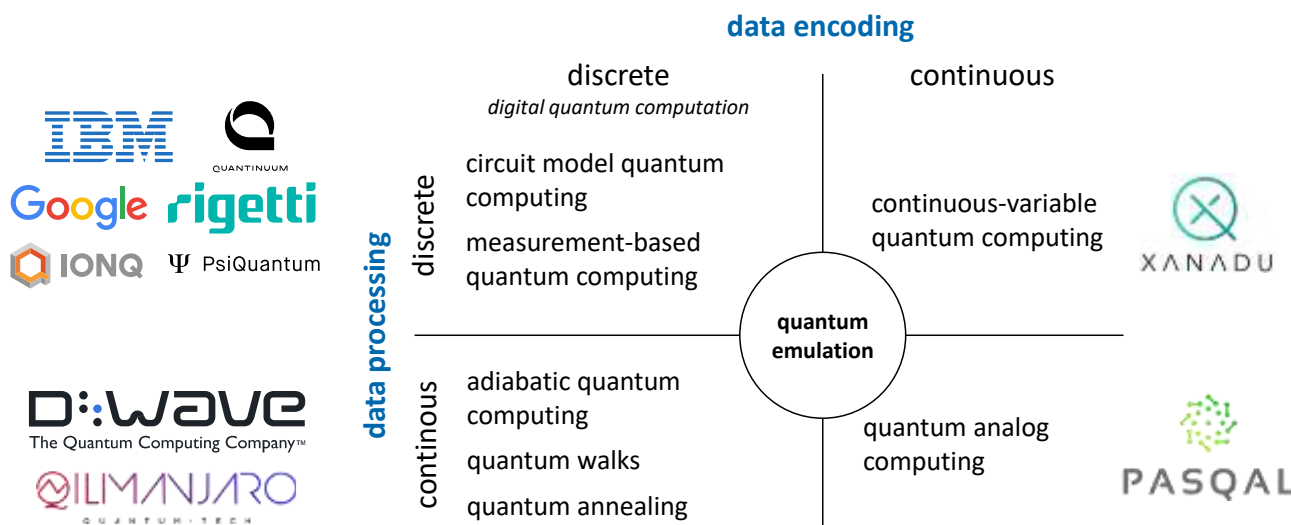 data encoding
discrete
continuous
digital quantum computation
IBM
QUANTINUUM
Google
rigetti
IONQ
Ψ PsiQuantum
data processing
discrete
circuit model quantum
computing
measurement-based
quantum computing
continuous-variable
quantum computing
XANADU
quantum
emulation
D:wave
The Quantum Computing Company™
QILIMANJARO
QUANTUM·TECH
continous
adiabatic quantum
computing
quantum walks
quantum annealing
quantum analog
computing
PASQAL